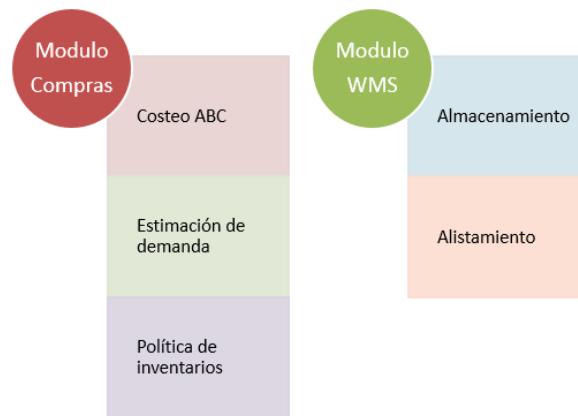 Modulo
Compras
Costeo ABC
Estimación de
demanda
Política de
inventarios
Modulo
WMS
Almacenamiento
Alistamiento